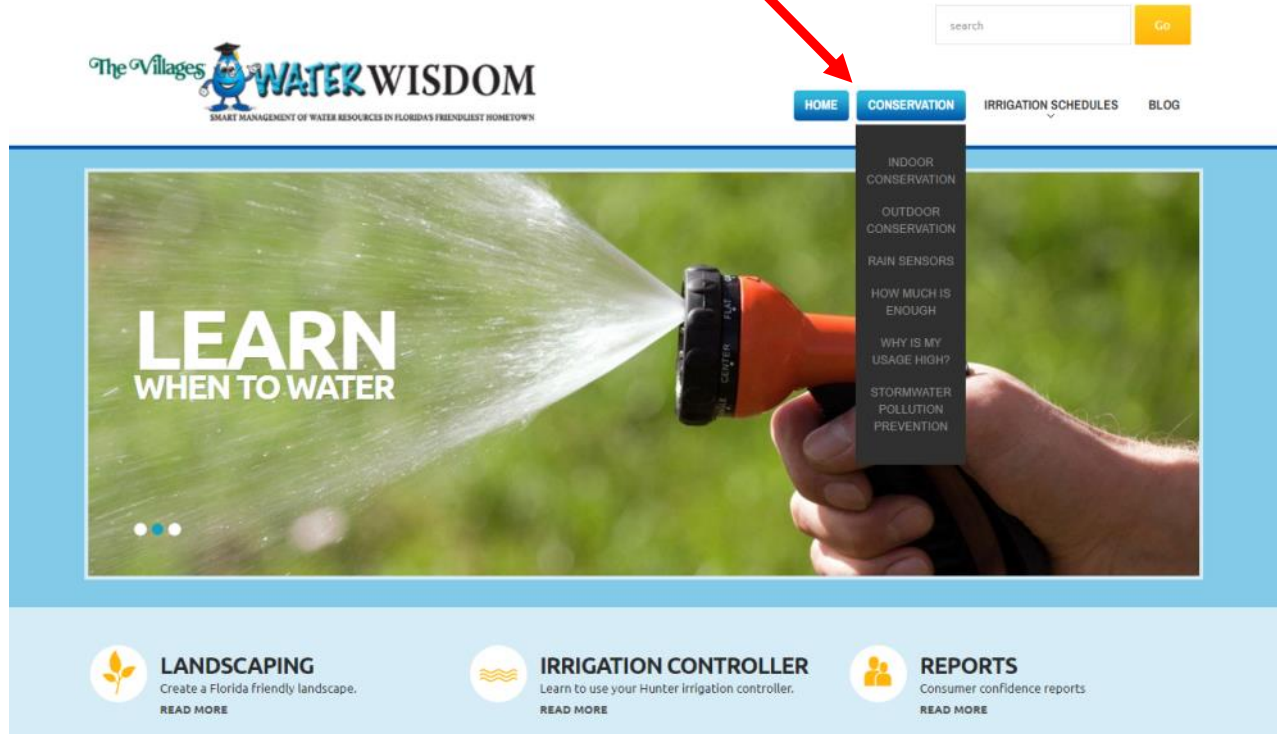 search
Go
The Villages
WATER WISDOM
SMART MANAGEMENT OF WATER RESOURCES IN FLORIDA'S FRIENDLIEST HOMETOWN
HOME
CONSERVATION
IRRIGATION SCHEDULES
BLOG
INDOOR
CONSERVATION
OUTDOOR
CONSERVATION
RAIN SENSORS
HOW MUCH IS
ENOUGH
WHY IS MY
USAGE HIGH?
STORMWATER
POLLUTION
PREVENTION
LEARN
WHEN TO WATER
FLAT
CENTER
LANDSCAPING
Create a Florida friendly landscape.
READ MORE
IRRIGATION CONTROLLER
Learn to use your Hunter irrigation controller.
READ MORE
REPORTS
Consumer confidence reports
READ MORE